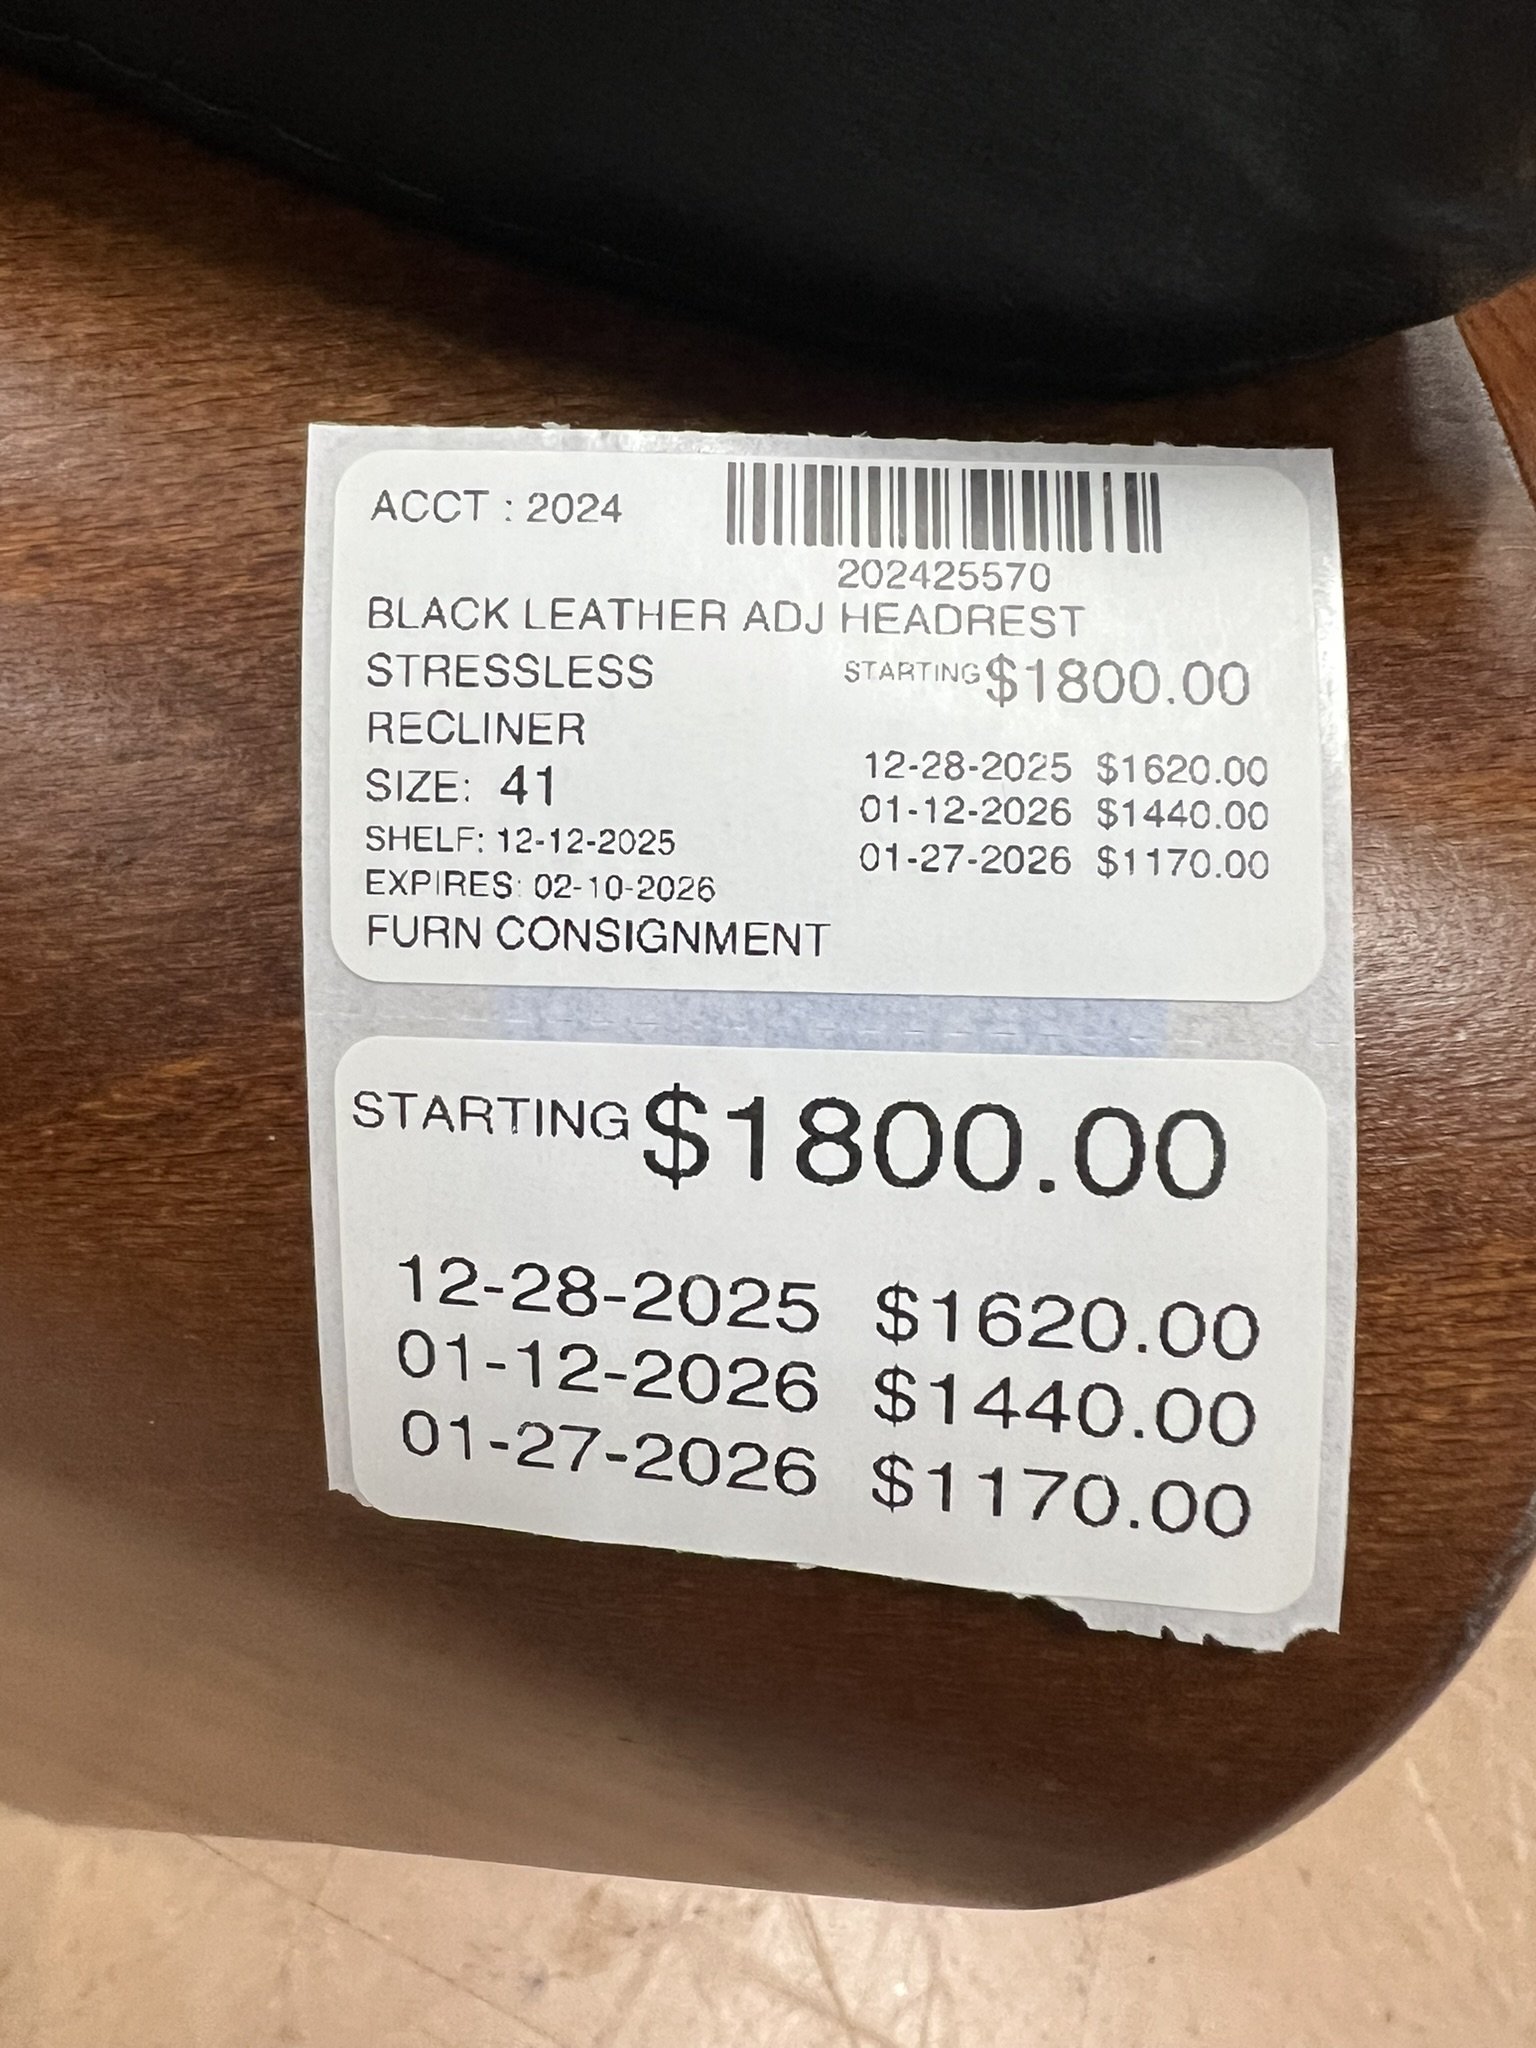 ACCT : 2024
202425570
BLACK LEATHER ADJ HEADREST
STRESSLESS STARTING $1800.00
RECLINER
12-28-2025 $1620.00
SIZE: 41
01-12-2026 $1440.00
SHELF: 12-12-2025
01-27-2026 $1170.00
EXPIRES: 02-10-2026
FURN CONSIGNMENT
STARTING $1800.00
12-28-2025 $1620.00
01-12-2026 $1440.00
01-27-2026 $1170.00